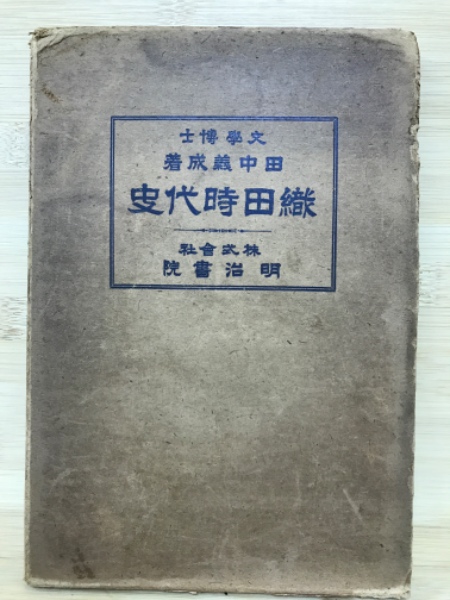 文學博士
田中義成著
織田時代史
株式會社
明治書院